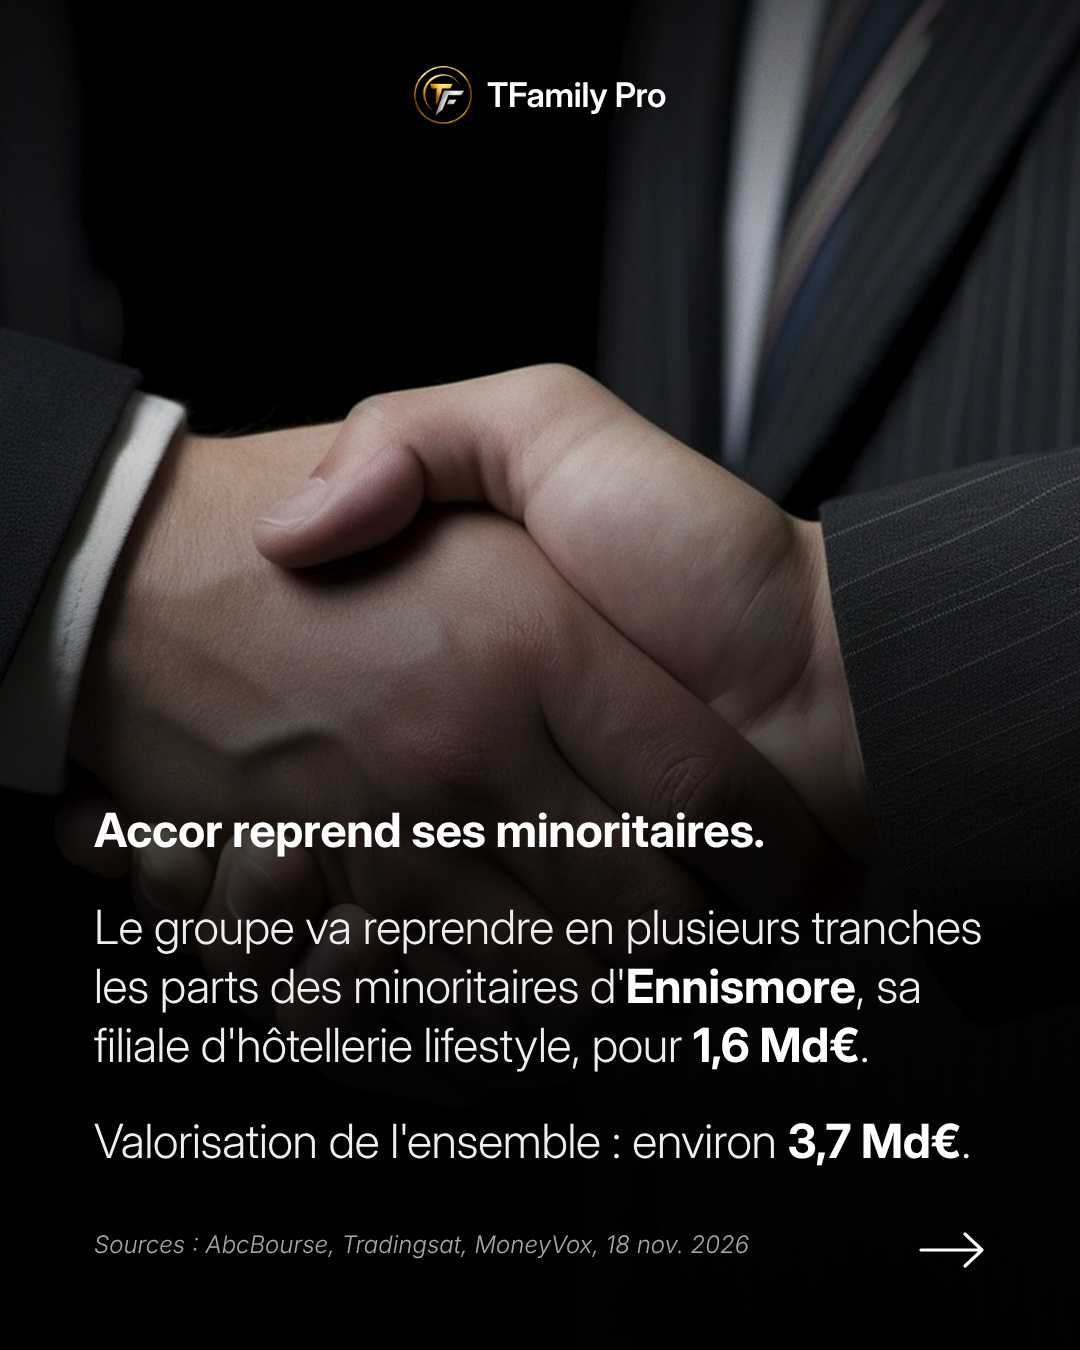 TFamily Pro
Accor reprend ses minoritaires.
Le groupe va reprendre en plusieurs tranches
les parts des minoritaires d'Ennismore, sa
filiale d'hôtellerie lifestyle, pour 1,6 Md€.
Valorisation de l'ensemble : environ 3,7 Md€.
Sources : AbcBourse, Tradingsat, MoneyVox, 18 nov. 2026